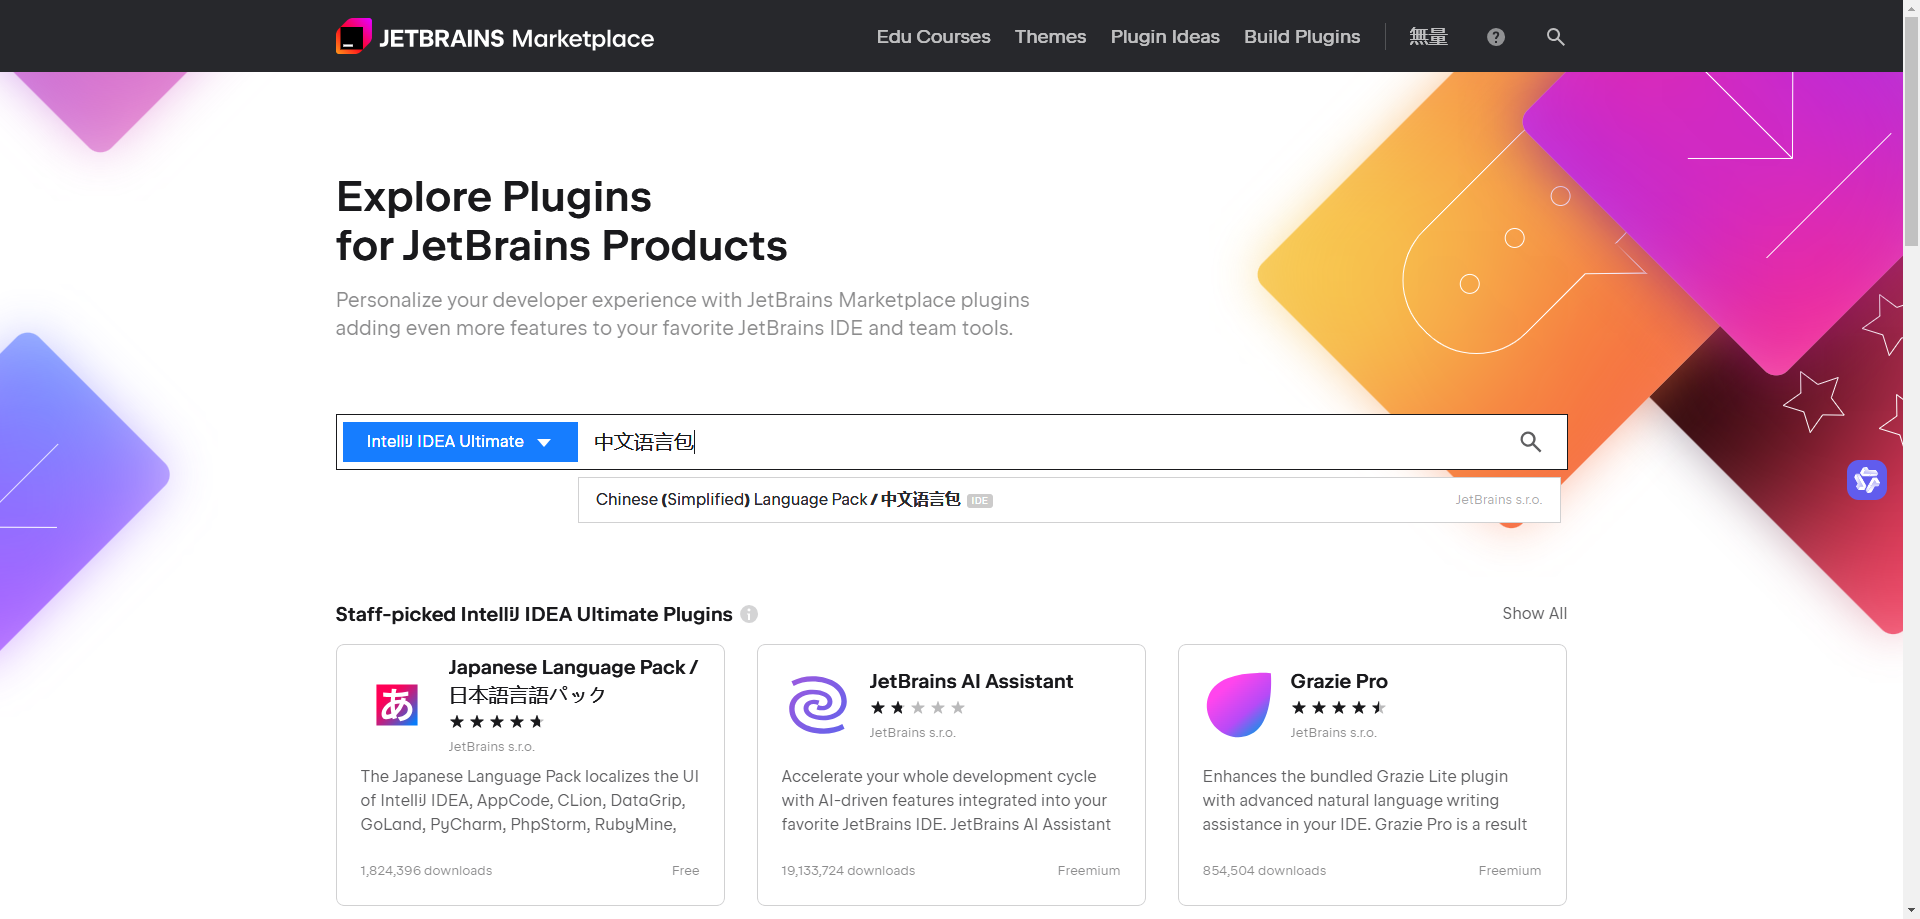 JETBRAINS Marketplace
Edu Courses
Themes
Plugin Ideas
Build Plugins
無量
?
Explore Plugins
for JetBrains Products
Personalize your developer experience with JetBrains Marketplace plugins
adding even more features to your favorite JetBrains IDE and team tools.
IntelliJ IDEA Ultimate
中文语言包
Chinese (Simplified) Language Pack / 中文语言包 IDE
JetBrains s.r.o.
Staff-picked IntelliJ IDEA Ultimate Plugins
Show All
あ
Japanese Language Pack /
日本語言語パック
JetBrains s.r.o.
The Japanese Language Pack localizes the UI
of IntelliJ IDEA, AppCode, CLion, DataGrip,
GoLand, PyCharm, PhpStorm, RubyMine,
1,824,396 downloads
Free
JetBrains AI Assistant
JetBrains s.r.o.
Accelerate your whole development cycle
with AI-driven features integrated into your
favorite JetBrains IDE. JetBrains AI Assistant
19,133,724 downloads
Freemium
Grazie Pro
JetBrains s.r.o.
Enhances the bundled Grazie Lite plugin
with advanced natural language writing
assistance in your IDE. Grazie Pro is a result
854,504 downloads
Freemium